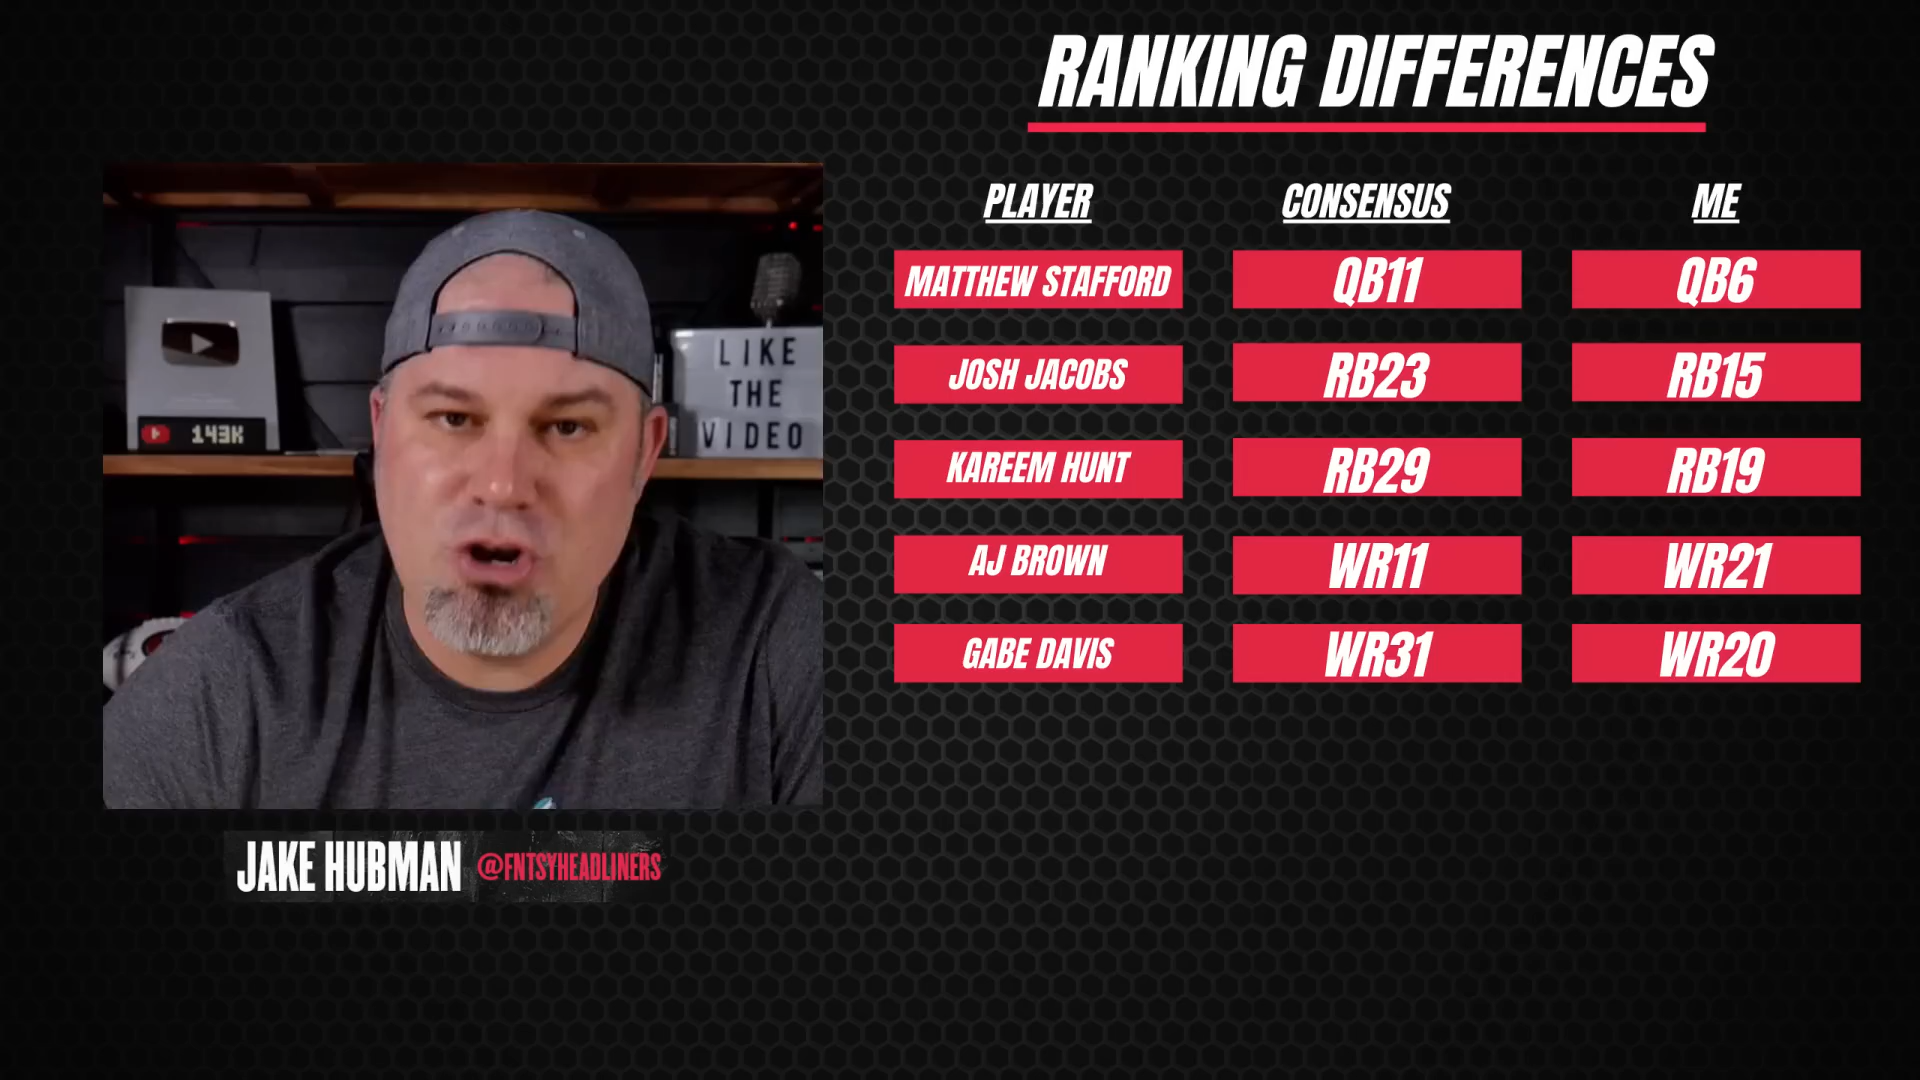 RANKING DIFFERENCES
PLAYER CONSENSUS ME
MATTHEW STAFFORD QB11 QB6
JOSH JACOBS RB23 RB15
KAREEM HUNT RB29 RB19
AJ BROWN WR11 WR21
GABE DAVIS WR31 WR20
LIKE
THE
VIDEO
143K
JAKE HUBMAN @FNTSYHEADLINERS